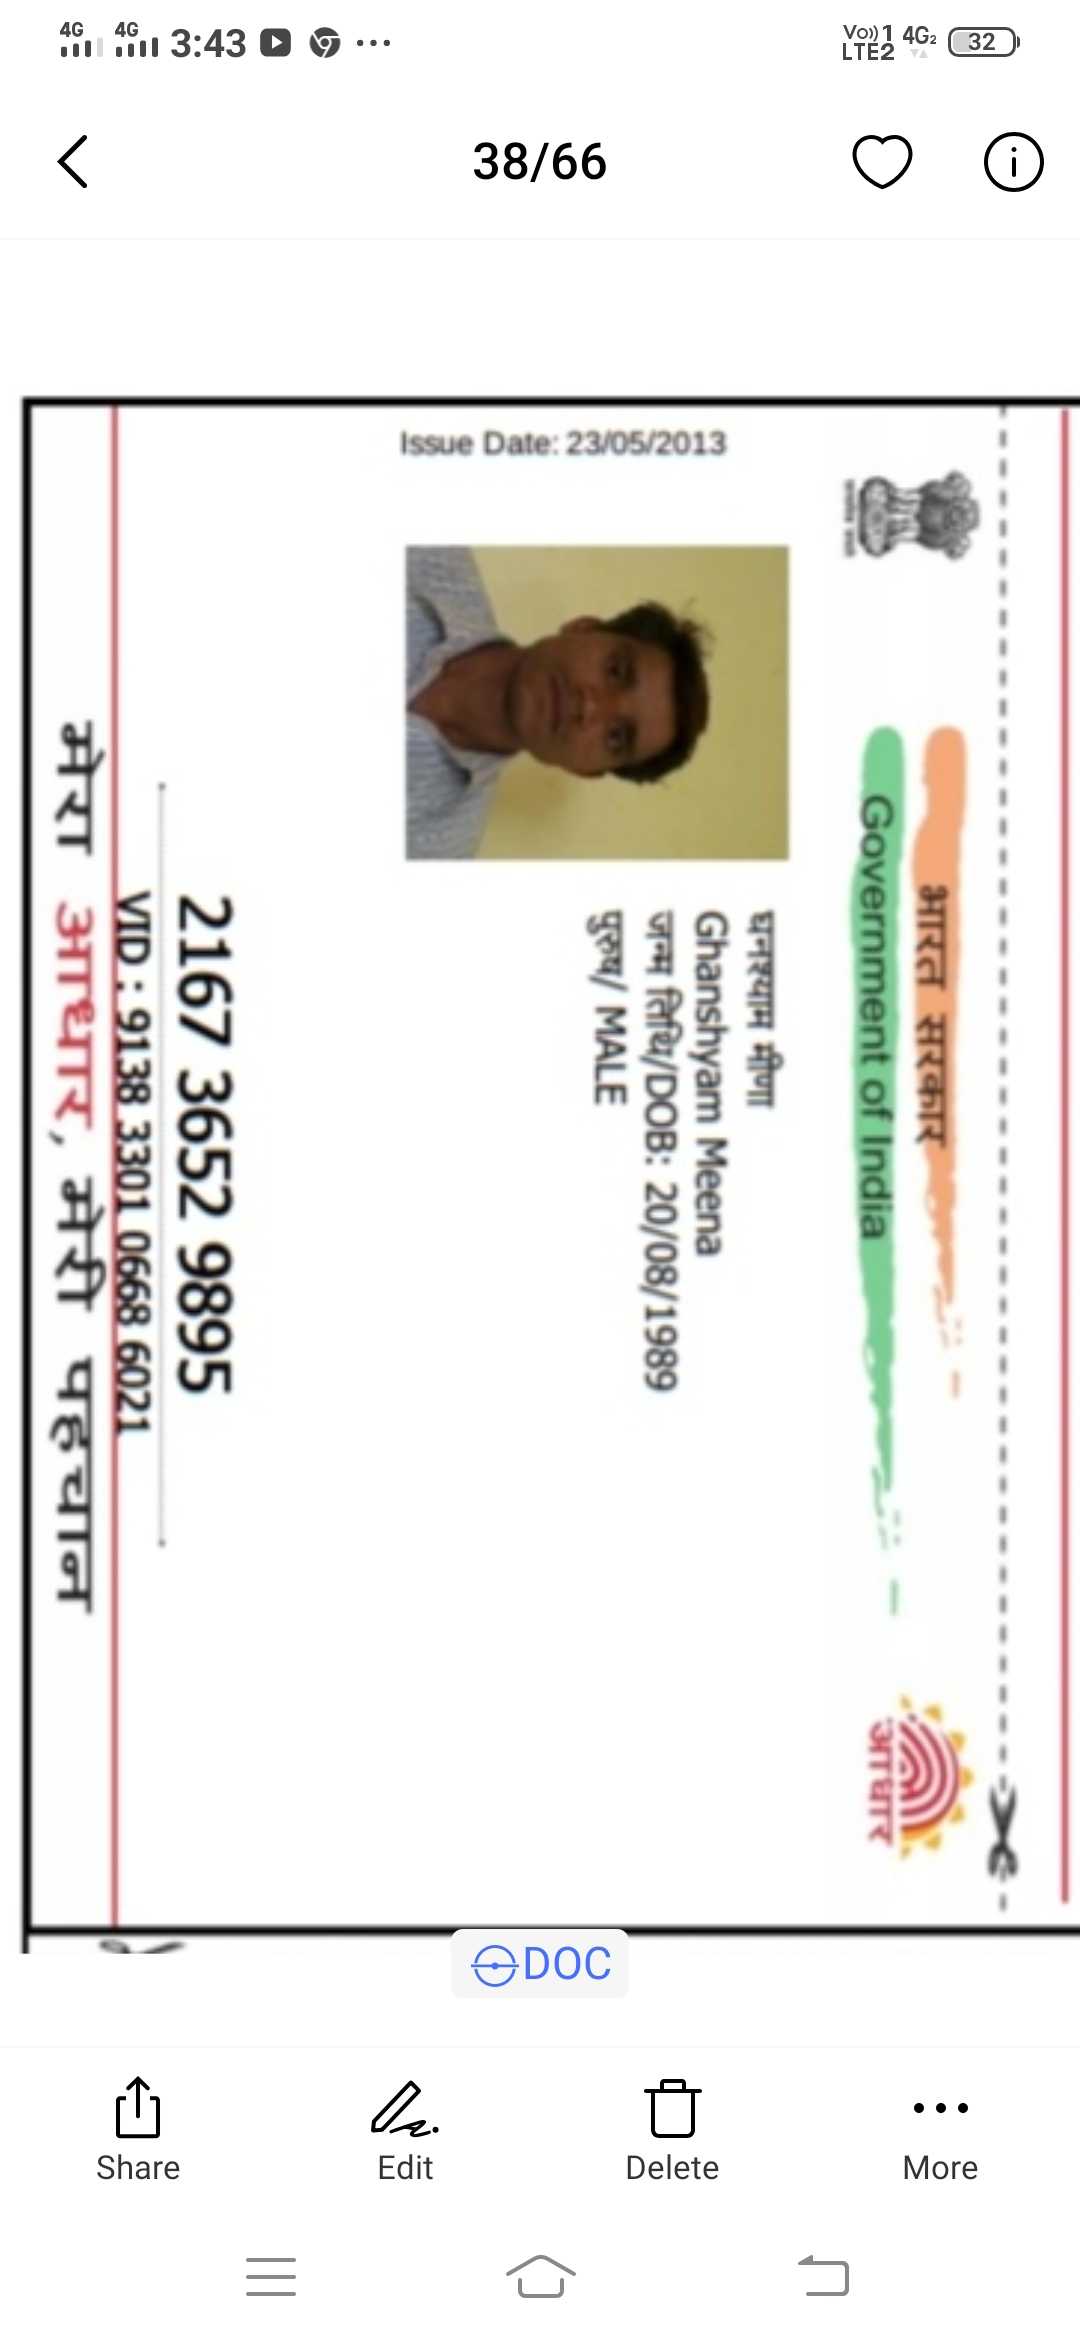 4G 4G 3:43 Vo)) 1 4G2 32
LTE2
38/66
भारत सरकार
Government of India
Issue Date: 23/05/2013
घनश्याम मीणा
Ghanshyam Meena
जन्म तिथि/DOB: 20/08/1989
पुरुष/ MALE
2167 3652 9895
VID : 9138 3301 0668 6021
आधार
मेरा आधार, मेरी पहचान
DOC
Share Edit Delete More